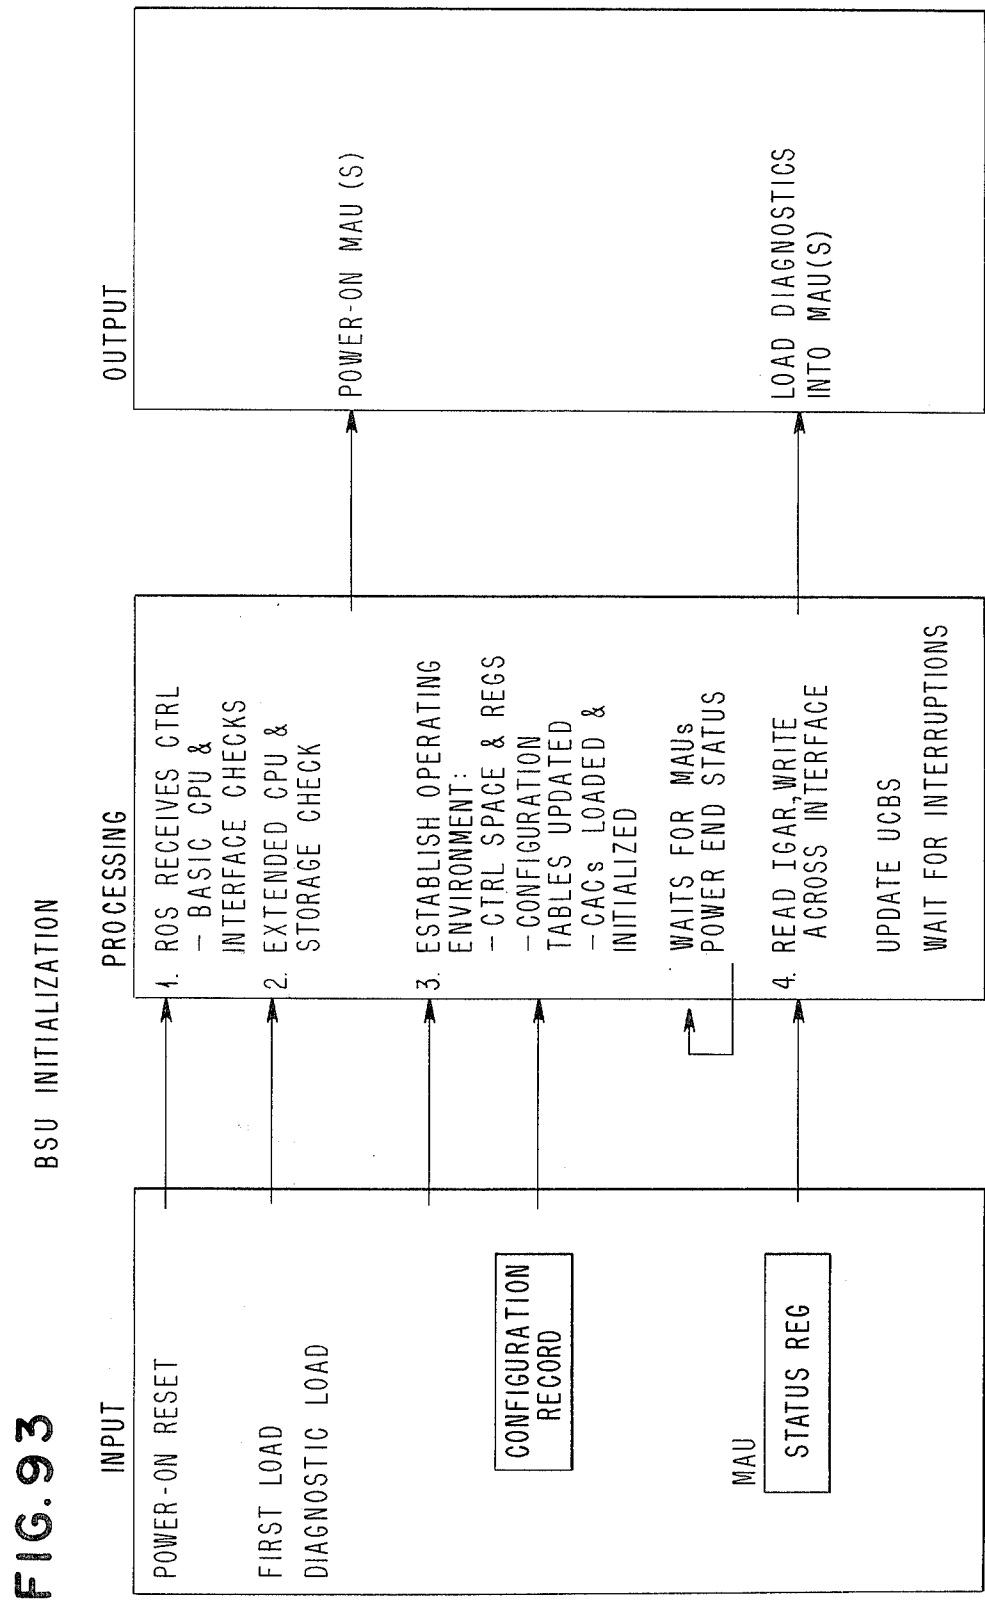 FIG. 93
BSU INITIALIZATION
INPUT
POWER-ON RESET
FIRST LOAD
DIAGNOSTIC LOAD
CONFIGURATION
RECORD
MAU
STATUS REG
PROCESSING
1. ROS RECEIVES CTRL
- BASIC CPU &
INTERFACE CHECKS
2. EXTENDED CPU &
STORAGE CHECK
3. ESTABLISH OPERATING
ENVIRONMENT:
- CTRL SPACE & REGS
- CONFIGURATION
TABLES UPDATED
- CACs LOADED &
INITIALIZED
WAITS FOR MAUs
POWER END STATUS
4. READ IGAR, WRITE
ACROSS INTERFACE
UPDATE UCBS
WAIT FOR INTERRUPTIONS
OUTPUT
POWER-ON MAU (S)
LOAD DIAGNOSTICS
INTO MAU(S)